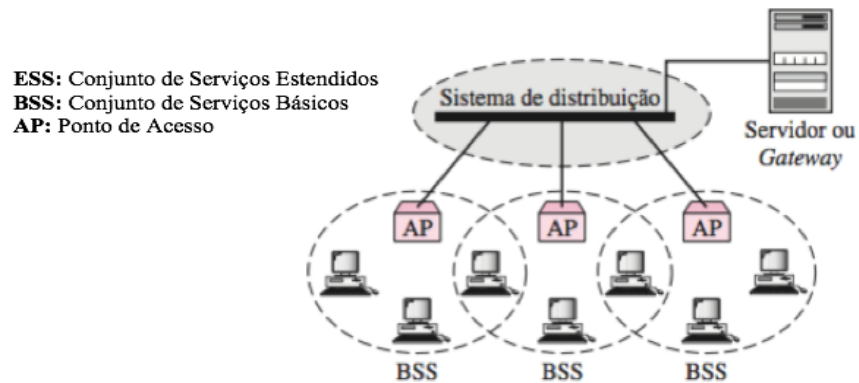 ESS: Conjunto de Serviços Estendidos
BSS: Conjunto de Serviços Básicos
AP: Ponto de Acesso
Sistema de distribuição
Servidor ou
Gateway
AP
AP
AP
BSS
BSS
BSS